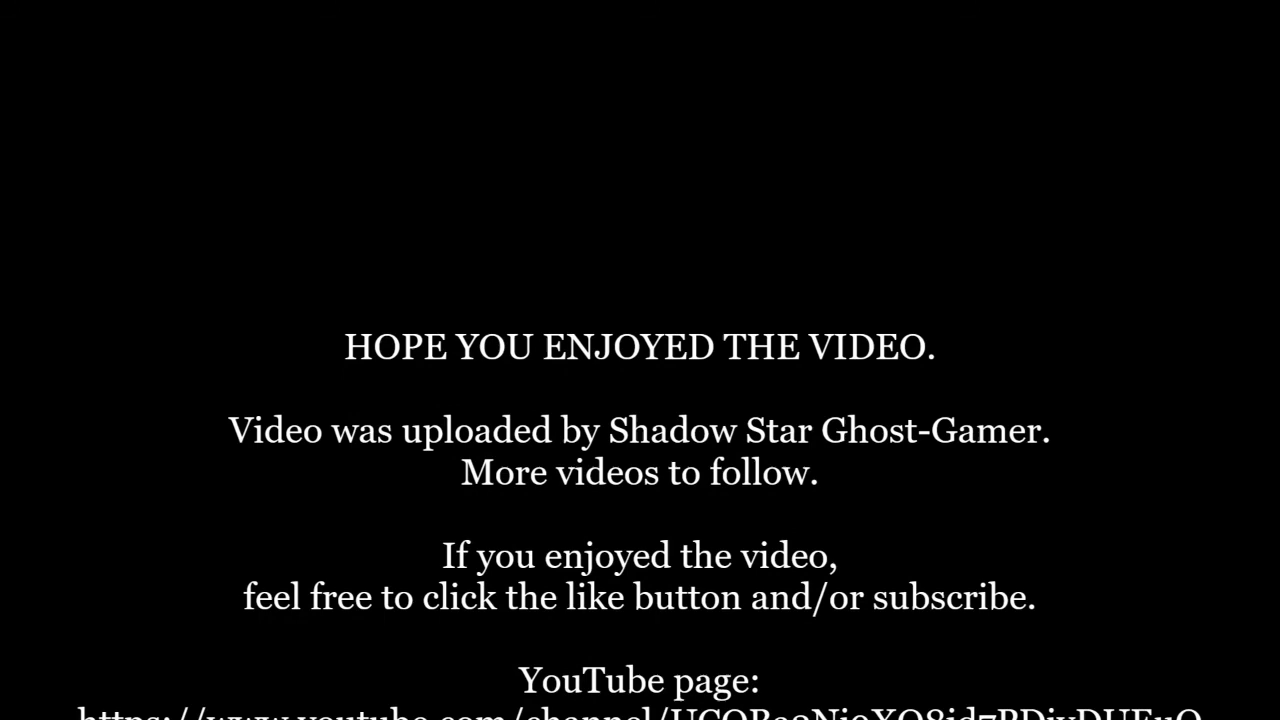 HOPE YOU ENJOYED THE VIDEO.
Video was uploaded by Shadow Star Ghost-Gamer.
More videos to follow.
If you enjoyed the video,
feel free to click the like button and/or subscribe.
YouTube page: